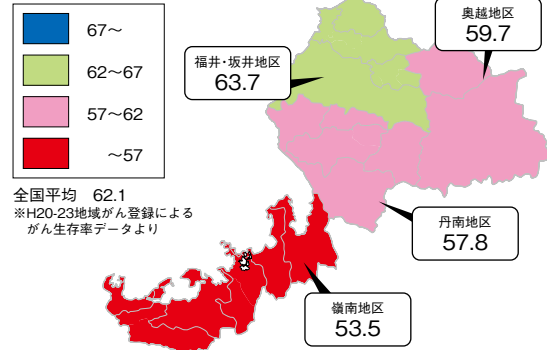 67～
62～67
57～62
～57
全国平均　62.1
※H20-23地域がん登録による
がん生存率データより
福井・坂井地区
63.7
奥越地区
59.7
丹南地区
57.8
嶺南地区
53.5